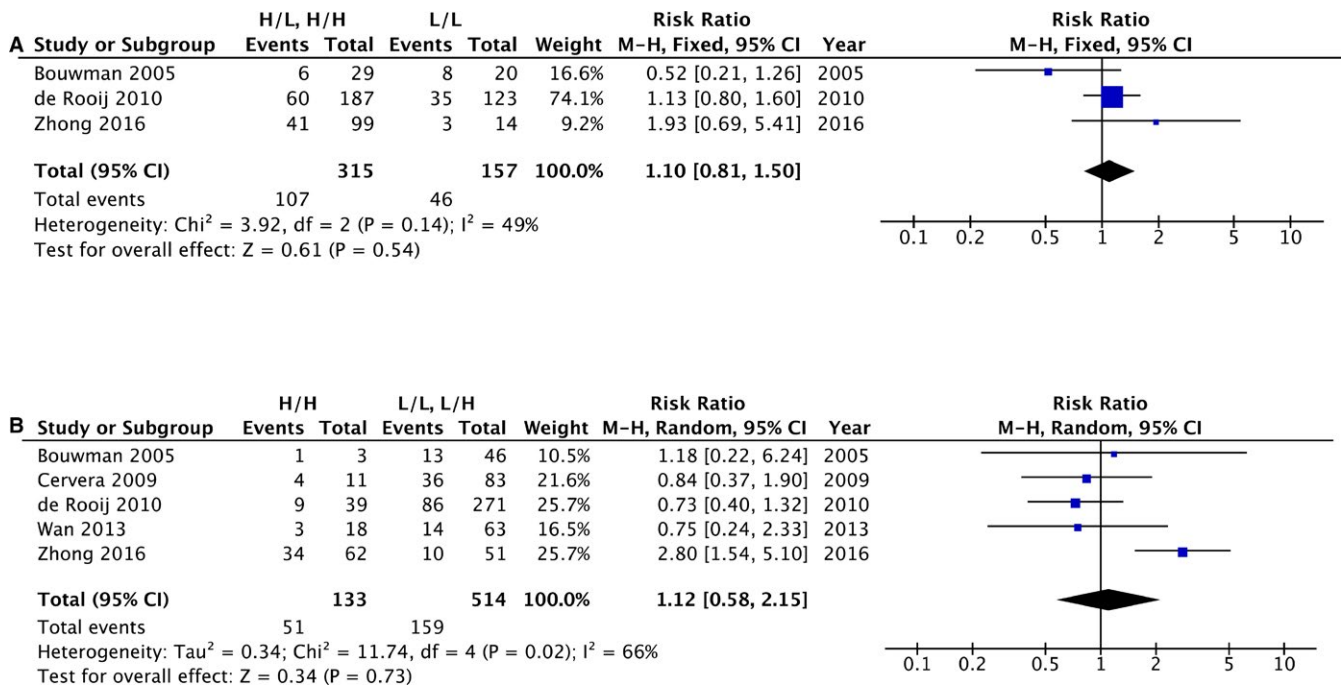 H/L, H/H L/L Risk Ratio Risk Ratio
A Study or Subgroup Events Total Events Total Weight M-H, Fixed, 95% CI Year M-H, Fixed, 95% CI
Bouwman 2005 6 29 8 20 16.6% 0.52 [0.21, 1.26] 2005
de Rooij 2010 60 187 35 123 74.1% 1.13 [0.80, 1.60] 2010
Zhong 2016 41 99 3 14 9.2% 1.93 [0.69, 5.41] 2016
Total (95% CI) 315 157 100.0% 1.10 [0.81, 1.50]
Total events 107 46
Heterogeneity: Chi² = 3.92, df = 2 (P = 0.14); I² = 49%
Test for overall effect: Z = 0.61 (P = 0.54)
0.1 0.2 0.5 1 2 5 10
H/H L/L, L/H Risk Ratio Risk Ratio
B Study or Subgroup Events Total Events Total Weight M-H, Random, 95% CI Year M-H, Random, 95% CI
Bouwman 2005 1 3 13 46 10.5% 1.18 [0.22, 6.24] 2005
Cervera 2009 4 11 36 83 21.6% 0.84 [0.37, 1.90] 2009
de Rooij 2010 9 39 86 271 25.7% 0.73 [0.40, 1.32] 2010
Wan 2013 3 18 14 63 16.5% 0.75 [0.24, 2.33] 2013
Zhong 2016 34 62 10 51 25.7% 2.80 [1.54, 5.10] 2016
Total (95% CI) 133 514 100.0% 1.12 [0.58, 2.15]
Total events 51 159
Heterogeneity: Tau² = 0.34; Chi² = 11.74, df = 4 (P = 0.02); I² = 66%
Test for overall effect: Z = 0.34 (P = 0.73)
0.1 0.2 0.5 1 2 5 10